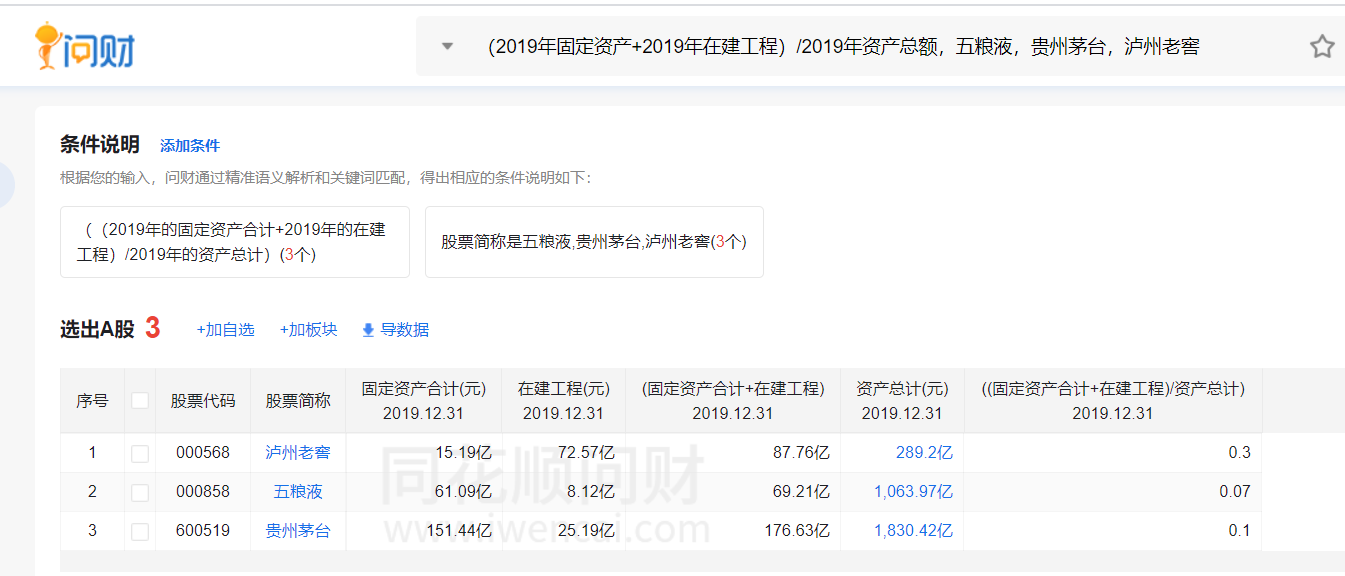 问财
（2019年固定资产+2019年在建工程）/2019年资产总额，五粮液，贵州茅台，泸州老窖
条件说明 添加条件
根据您的输入，问财通过精准语义解析和关键词匹配，得出相应的条件说明如下：
（（2019年的固定资产合计+2019年的在建
工程）/2019年的资产总计）(3个)
股票简称是五粮液,贵州茅台,泸州老窖(3个)
选出A股 3 +加自选 +加板块 导数据
序号 股票代码 股票简称 固定资产合计(元) 2019.12.31 在建工程(元) 2019.12.31 (固定资产合计+在建工程) 2019.12.31 资产总计(元) 2019.12.31 ((固定资产合计+在建工程)/资产总计) 2019.12.31
1 000568 泸州老窖 15.19亿 72.57亿 87.76亿 289.2亿 0.3
2 000858 五粮液 61.09亿 8.12亿 69.21亿 1,063.97亿 0.07
3 600519 贵州茅台 151.44亿 25.19亿 176.63亿 1,830.42亿 0.1
同花顺问财
www.iwencai.com